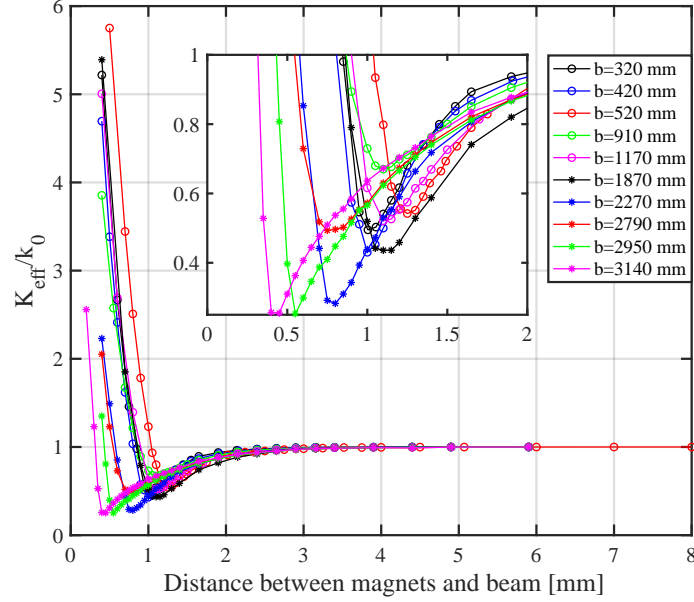 6
5
4
3
2
1
0
K_eff/k_0
1
0.8
0.6
0.4
0 0.5 1 1.5 2
b=320 mm
b=420 mm
b=520 mm
b=910 mm
b=1170 mm
b=1870 mm
b=2270 mm
b=2790 mm
b=2950 mm
b=3140 mm
0 1 2 3 4 5 6 7 8
Distance between magnets and beam [mm]